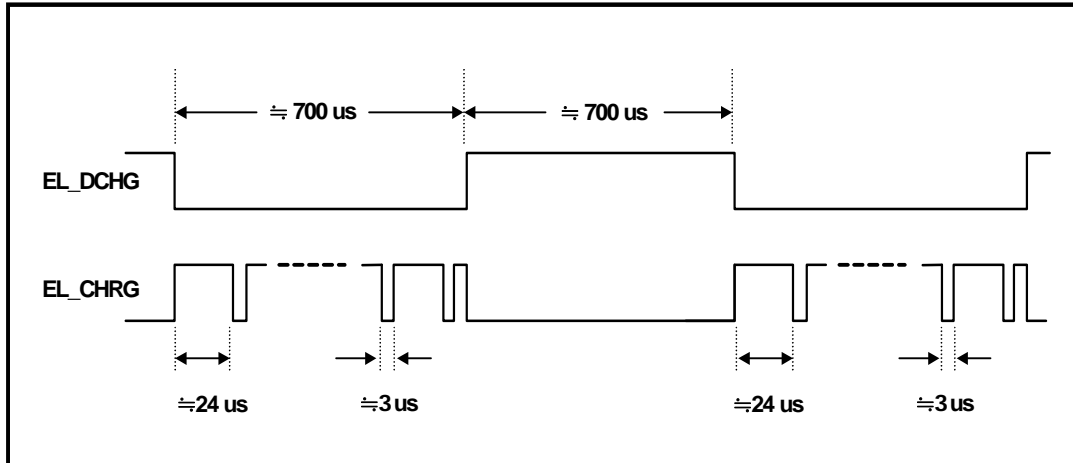 ≒ 700 us ≒ 700 us
EL_DCHG
EL_CHRG
≒24 us ≒3 us ≒24 us ≒3 us